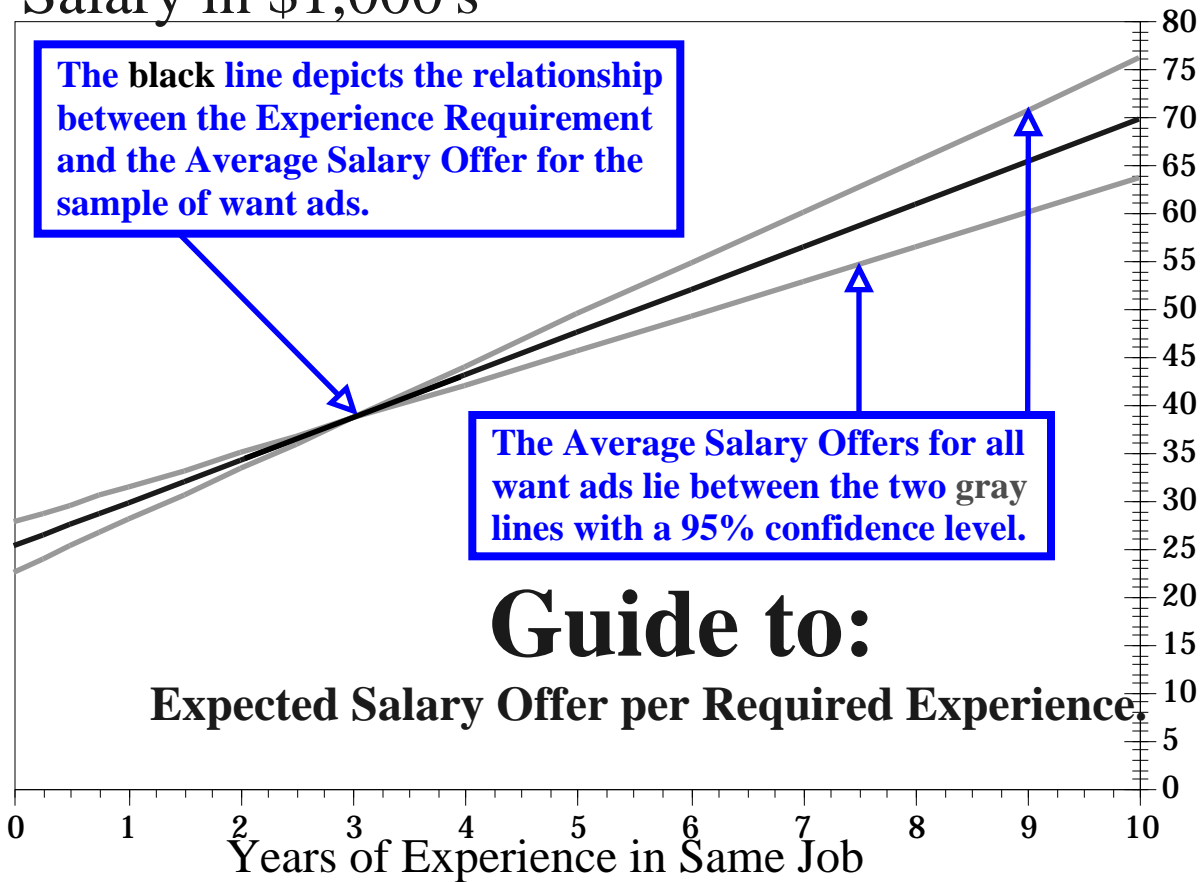 Salary in $1,000's
The black line depicts the relationship
between the Experience Requirement
and the Average Salary Offer for the
sample of want ads.
The Average Salary Offers for all
want ads lie between the two gray
lines with a 95% confidence level.
Guide to:
Expected Salary Offer per Required Experience.
80
75
70
65
60
55
50
45
40
35
30
25
20
15
10
5
0
0 1 2 3 4 5 6 7 8 9 10
Years of Experience in Same Job